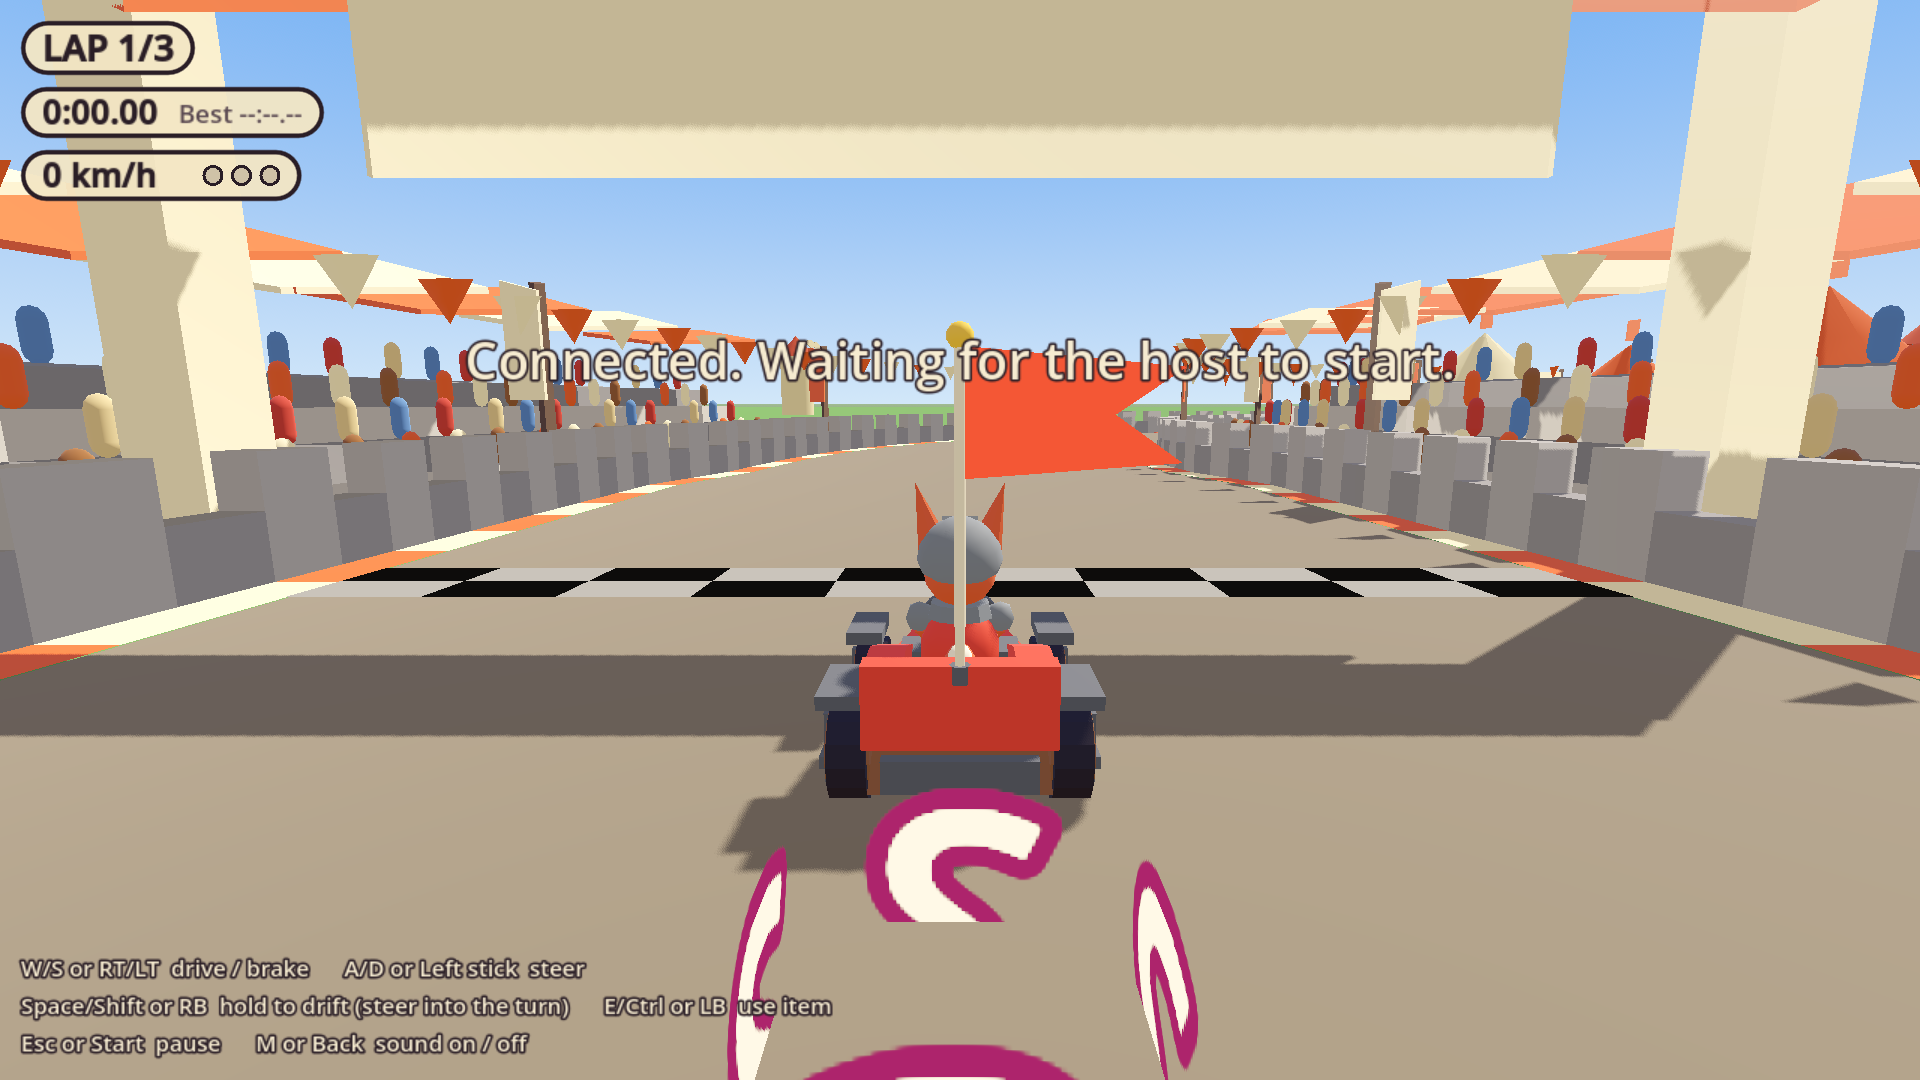 LAP 1/3
0:00.00 Best --:--.--
0 km/h
Connected. Waiting for the host to start.
W/S or RT/LT drive / brake A/D or Left stick steer
Space/Shift or RB hold to drift (steer into the turn) E/Ctrl or LB use item
Esc or Start pause M or Back sound on / off